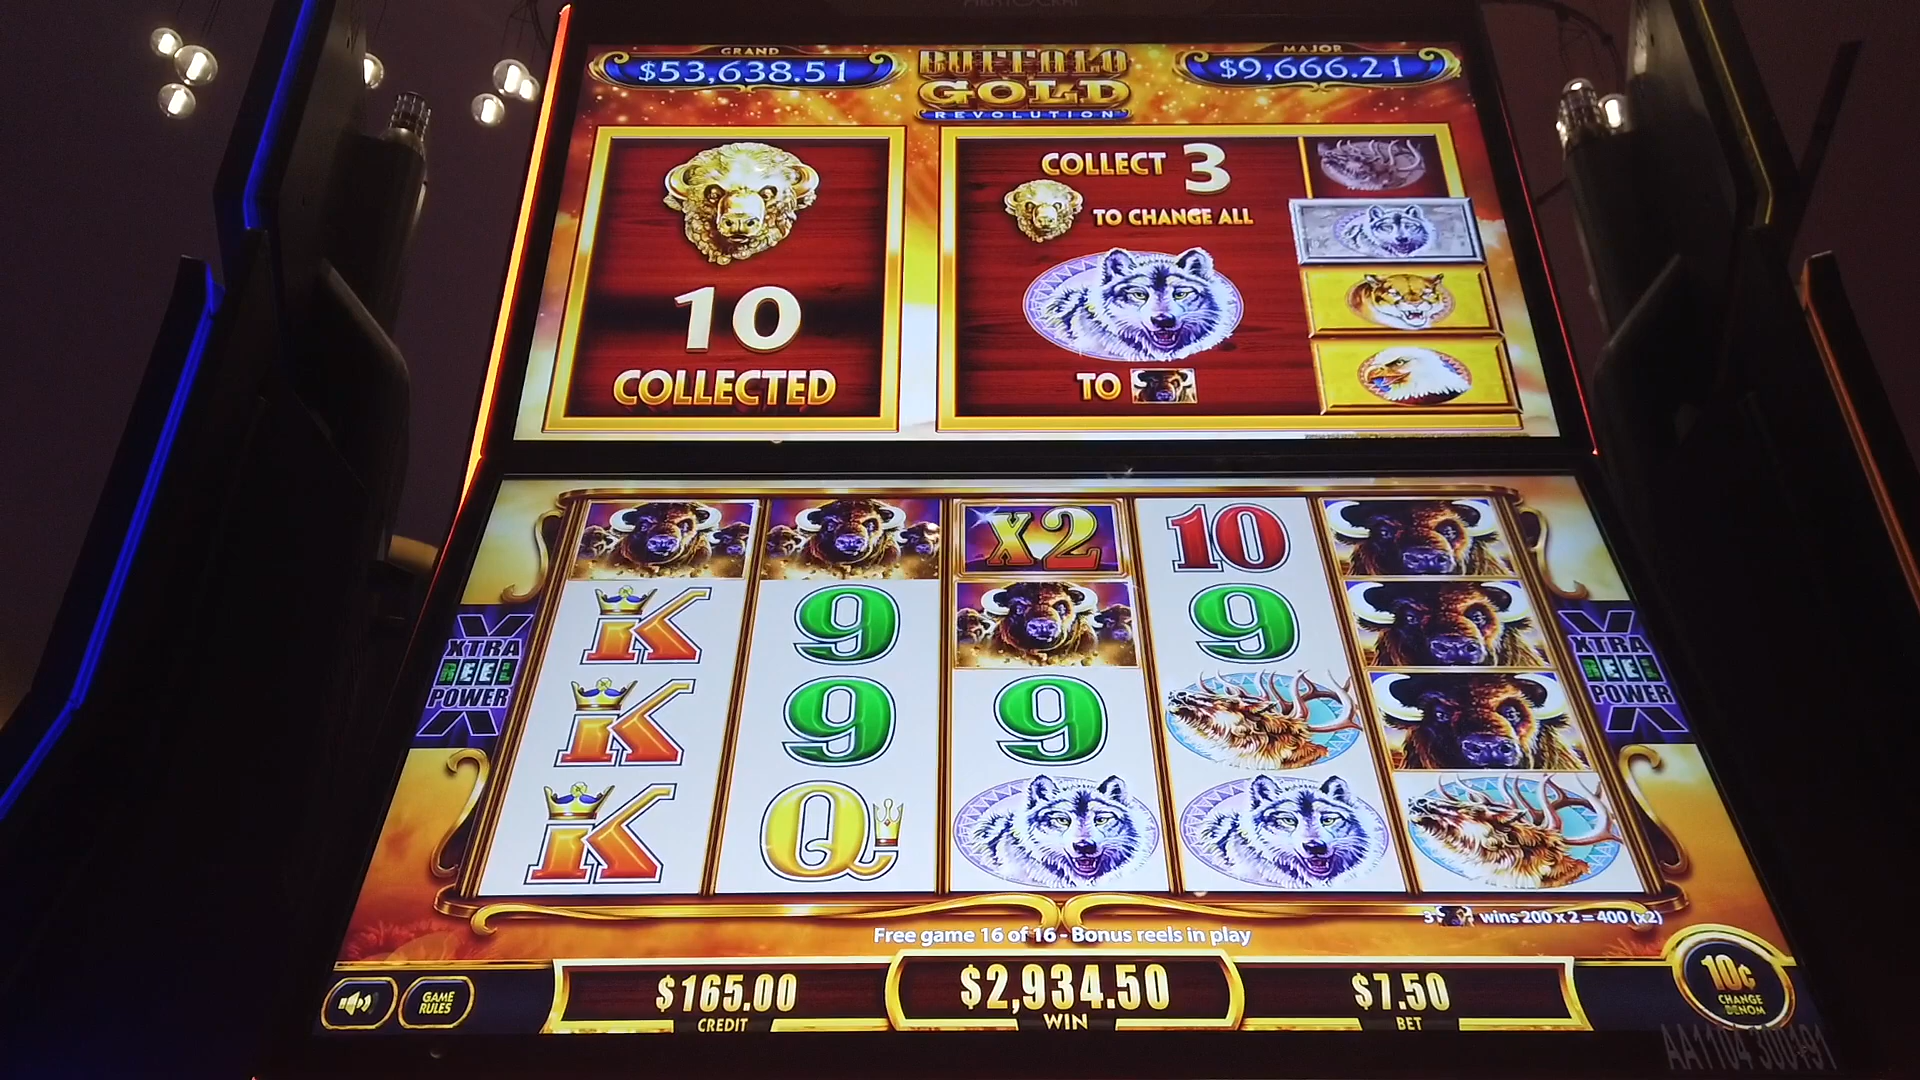 ARISTOCRAT
GRAND
$53,638.51
BUFFALO
GOLD
REVOLUTION
MAJOR
$9,666.21
10
COLLECTED
COLLECT 3
TO CHANGE ALL
TO
X2
10
K
9
9
K
9
9
K
Q
XTRA
REEL
POWER
XTRA
REEL
POWER
3 wins 200 x 2 = 400 (x2)
Free game 16 of 16 - Bonus reels in play
GAME
RULES
$165.00
CREDIT
$2,934.50
WIN
$7.50
BET
10¢
CHANGE
DENOM